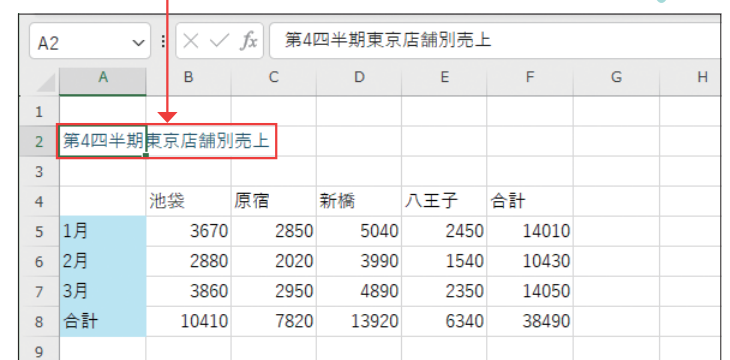 A2 fx 第4四半期東京店舗別売上
A B C D E F G H
1
2 第4四半期東京店舗別売上
3
4 池袋 原宿 新橋 八王子 合計
5 1月 3670 2850 5040 2450 14010
6 2月 2880 2020 3990 1540 10430
7 3月 3860 2950 4890 2350 14050
8 合計 10410 7820 13920 6340 38490
9